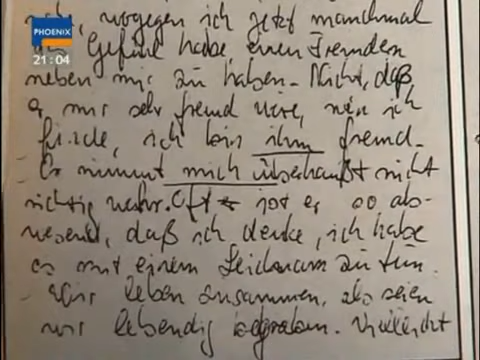 PHOENIX
21:04
, wogegen ich jetzt manchmal
das Gefühl habe, einen Fremden
neben mir zu haben. Nicht, daß
er mir sehr fremd wäre, nein ich
finde, ich bin ihm fremd.
Er nimmt mich überhaupt nicht
richtig wahr. Oft ist er so ab-
wesend, daß ich denke, ich habe
es mit einem Leichnam zu tun.
Wir leben zusammen, als seien
wir lebendig begraben. Vielleicht